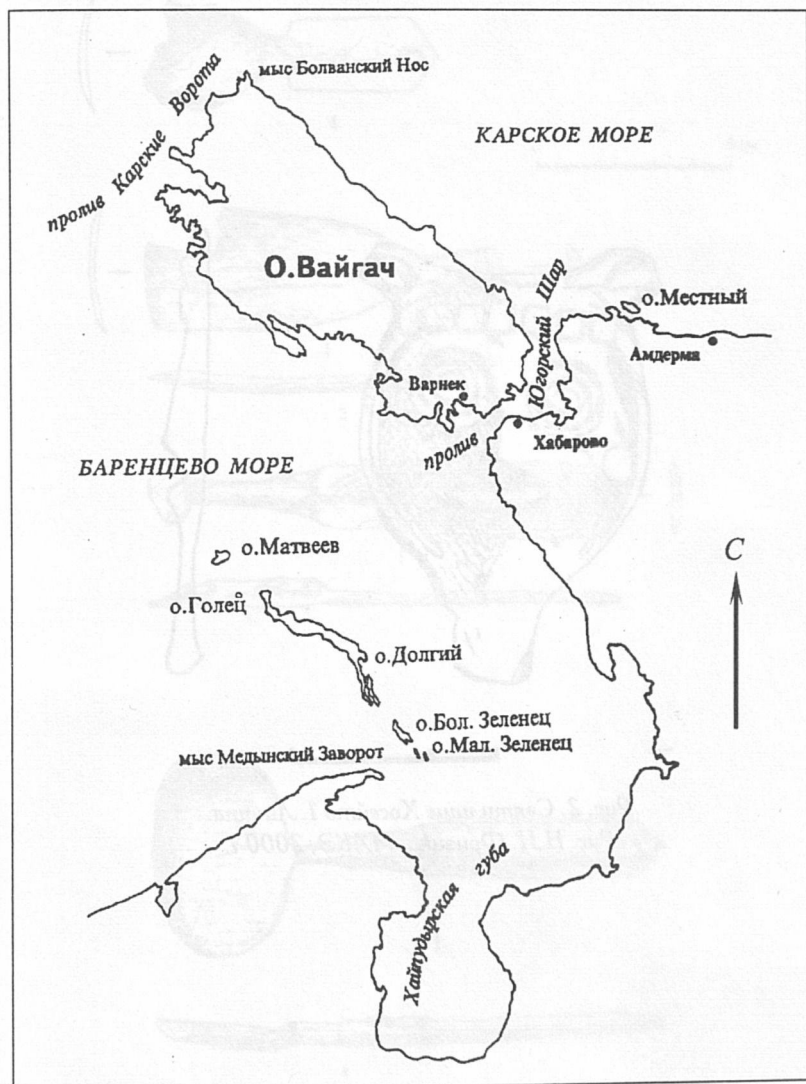 мыс Болванский Нос
пролив Карские Ворота
КАРСКОЕ МОРЕ
О.Вайгач
о.Местный
Амдерма
Варнек
пролив Югорский Шар
Хабарово
БАРЕНЦЕВО МОРЕ
о.Матвеев
С
о.Голец
о.Долгий
о.Бол. Зеленец
о.Мал. Зеленец
мыс Медынский Заворот
Хайпудырская губа